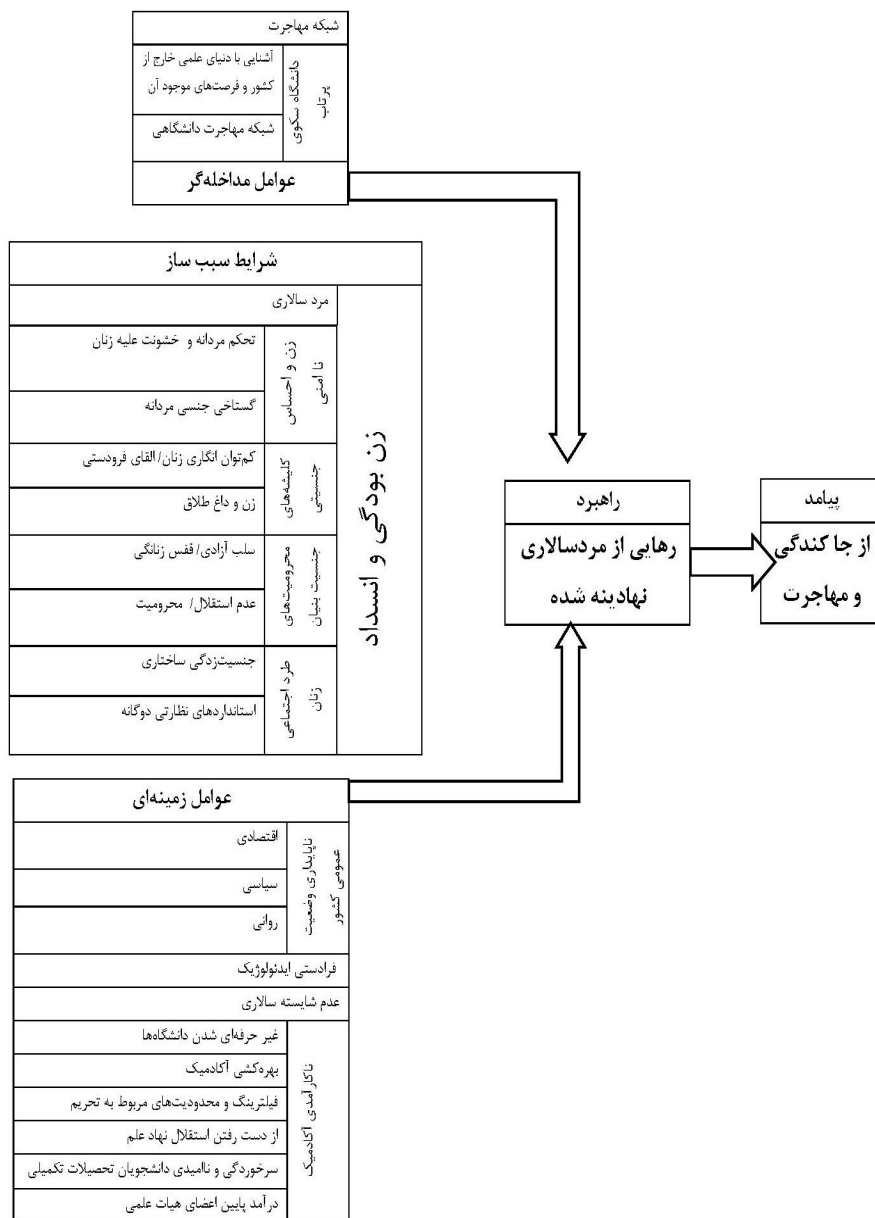 شبکه مهاجرت
دانشگاه سکوی
پرتاب
آشنایی با دنیای علمی خارج از
کشور و فرصت‌های موجود آن
شبکه مهاجرت دانشگاهی
عوامل مداخله‌گر
شرایط سبب ساز
زن بودگی و انسداد
مرد سالاری
زن و احساس
نا امنی
تحکم مردانه و خشونت علیه زنان
گستاخی جنسی مردانه
کلیشه‌های
جنسیتی
کم‌توان انگاری زنان/ القای فرودستی
زن و داغ طلاق
محرومیت‌های
جنسیت بنیان
سلب آزادی/ قفس زنانگی
عدم استقلال/ محرومیت
طرد اجتماعی
زنان
جنسیت‌زدگی ساختاری
استانداردهای نظارتی دوگانه
عوامل زمینه‌ای
ناپایداری وضعیت
عمومی کشور
اقتصادی
سیاسی
روانی
فرادستی ایدئولوژیک
عدم شایسته سالاری
ناکارآمدی آکادمیک
غیر حرفه‌ای شدن دانشگاه‌ها
بهره‌کشی آکادمیک
فیلترینگ و محدودیت‌های مربوط به تحریم
از دست رفتن استقلال نهاد علم
سرخوردگی و ناامیدی دانشجویان تحصیلات تکمیلی
درآمد پایین اعضای هیات علمی
راهبرد
رهایی از مردسالاری
نهادینه شده
پیامد
از جا کندگی
و مهاجرت